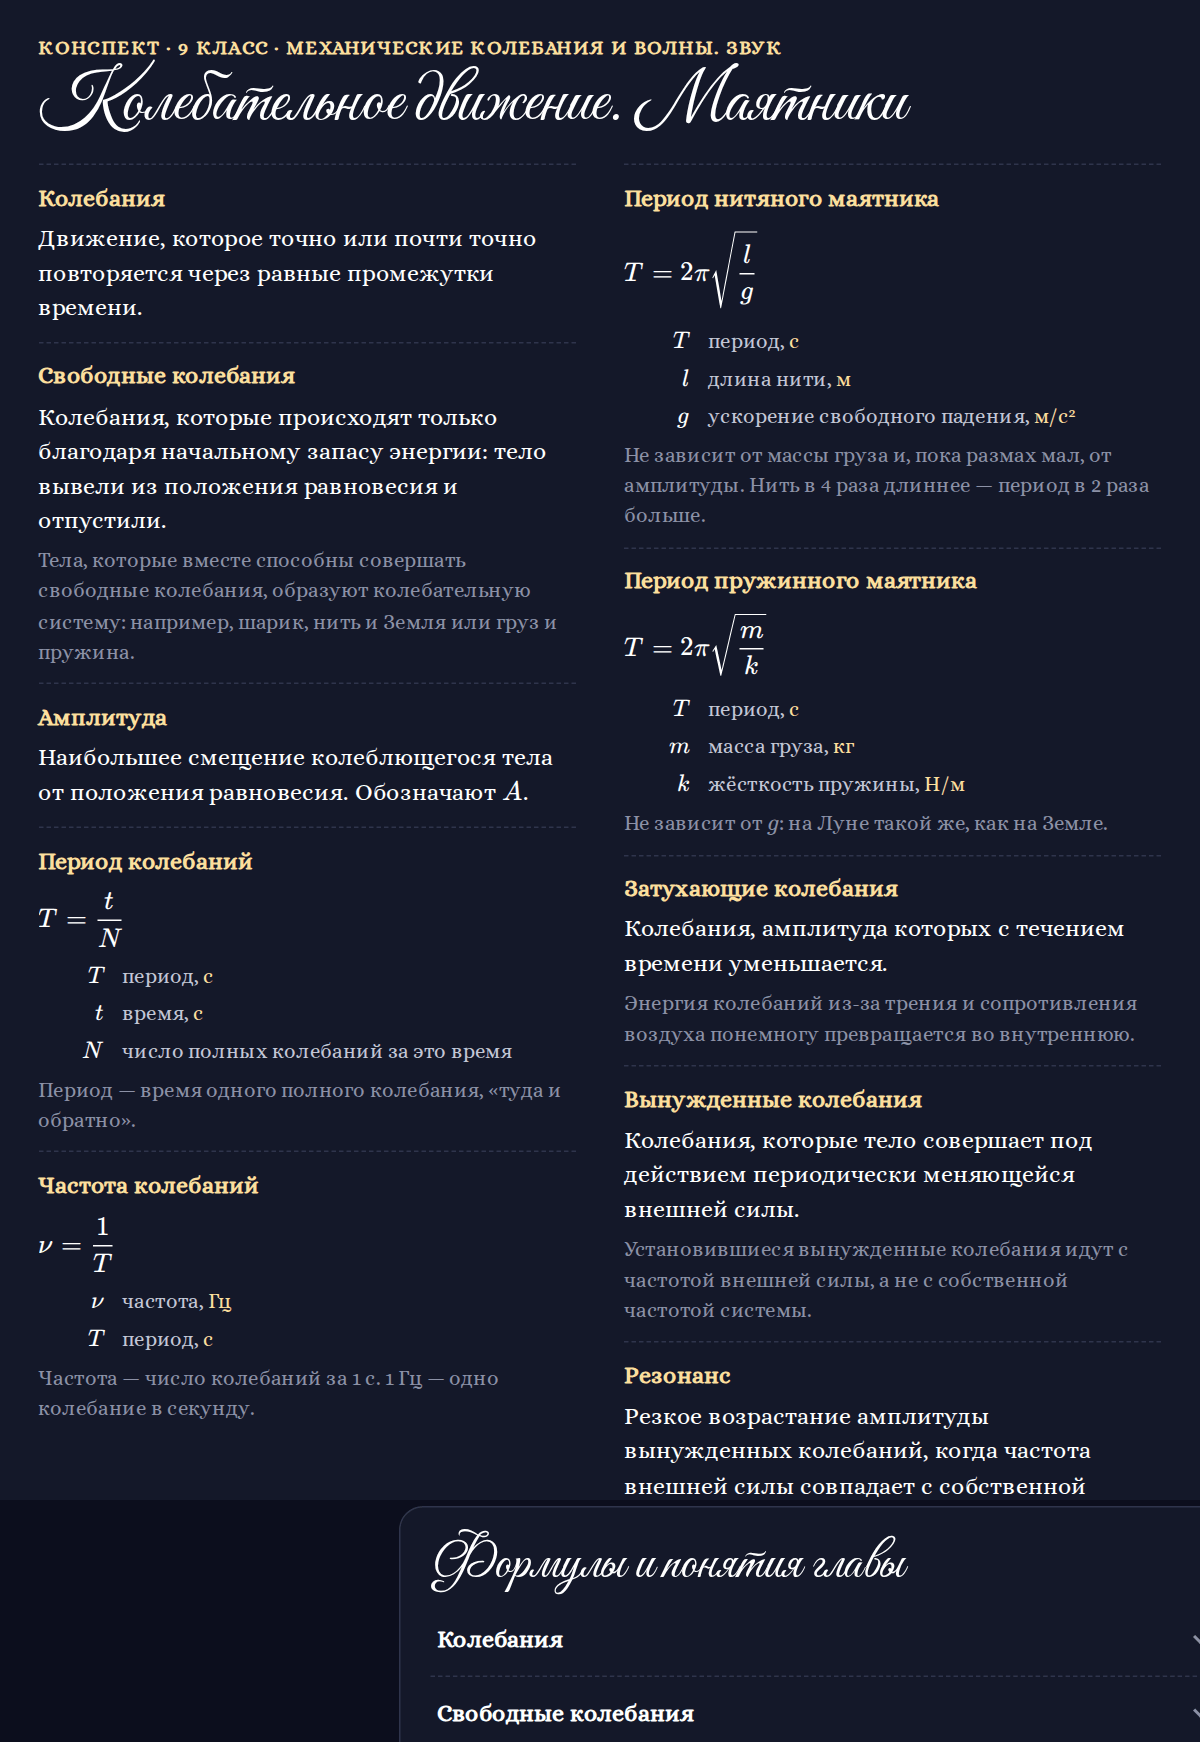 КОНСПЕКТ · 9 КЛАСС · МЕХАНИЧЕСКИЕ КОЛЕБАНИЯ И ВОЛНЫ. ЗВУК
Колебательное движение. Маятники
Колебания
Движение, которое точно или почти точно
повторяется через равные промежутки
времени.
Свободные колебания
Колебания, которые происходят только
благодаря начальному запасу энергии: тело
вывели из положения равновесия и
отпустили.
Тела, которые вместе способны совершать
свободные колебания, образуют колебательную
систему: например, шарик, нить и Земля или груз и
пружина.
Амплитуда
Наибольшее смещение колеблющегося тела
от положения равновесия. Обозначают A.
Период колебаний
T = t/N
T период, с
t время, с
N число полных колебаний за это время
Период — время одного полного колебания, «туда и
обратно».
Частота колебаний
ν = 1/T
ν частота, Гц
T период, с
Частота — число колебаний за 1 с. 1 Гц — одно
колебание в секунду.
Период нитяного маятника
T = 2π√(l/g)
T период, с
l длина нити, м
g ускорение свободного падения, м/с²
Не зависит от массы груза и, пока размах мал, от
амплитуды. Нить в 4 раза длиннее — период в 2 раза
больше.
Период пружинного маятника
T = 2π√(m/k)
T период, с
m масса груза, кг
k жёсткость пружины, Н/м
Не зависит от g: на Луне такой же, как на Земле.
Затухающие колебания
Колебания, амплитуда которых с течением
времени уменьшается.
Энергия колебаний из-за трения и сопротивления
воздуха понемногу превращается во внутреннюю.
Вынужденные колебания
Колебания, которые тело совершает под
действием периодически меняющейся
внешней силы.
Установившиеся вынужденные колебания идут с
частотой внешней силы, а не с собственной
частотой системы.
Резонанс
Резкое возрастание амплитуды
вынужденных колебаний, когда частота
внешней силы совпадает с собственной
Формулы и понятия главы
Колебания
Свободные колебания